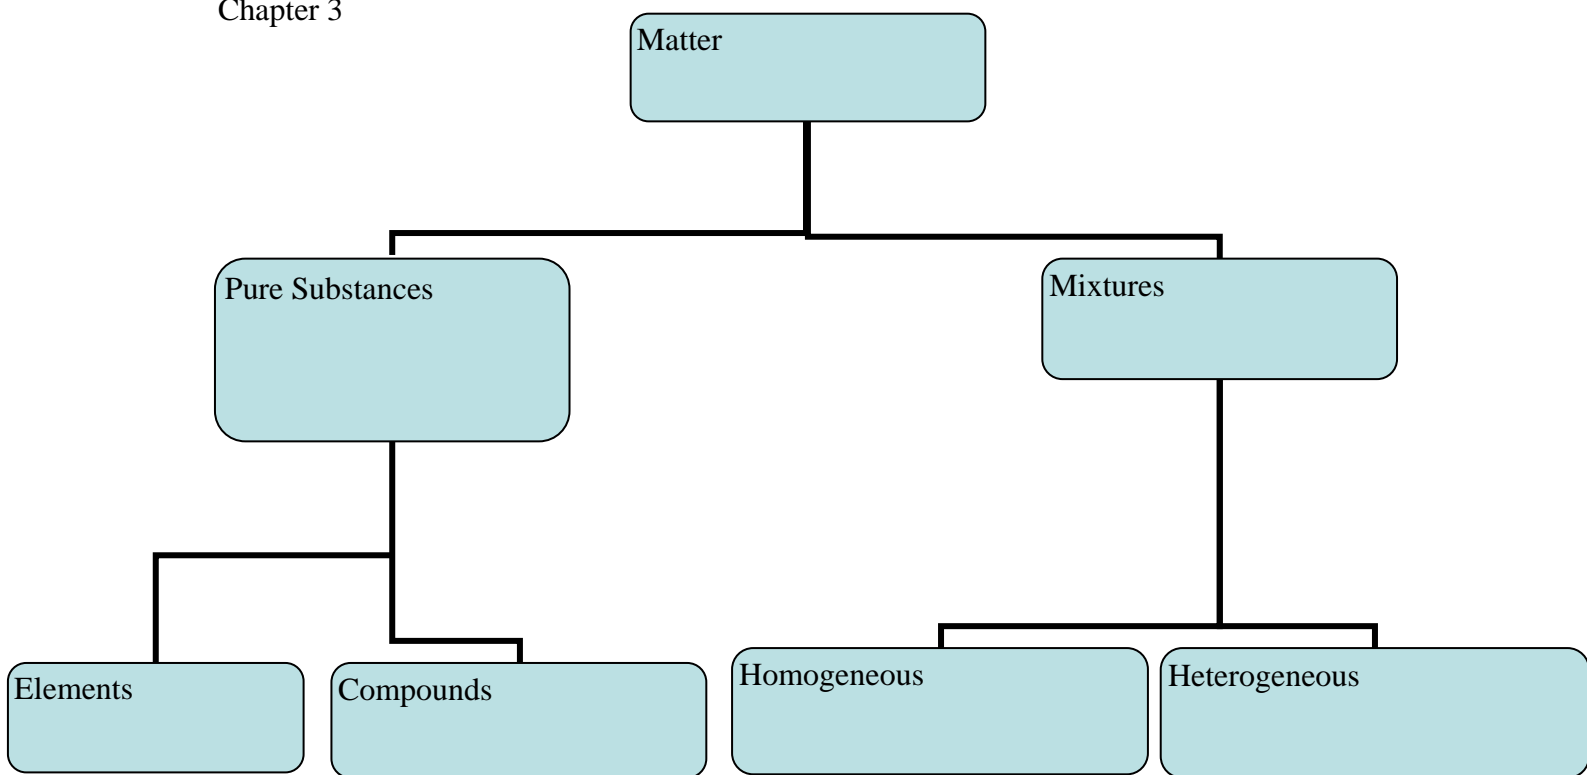 Chapter 3
Matter
Pure Substances
Mixtures
Elements
Compounds
Homogeneous
Heterogeneous